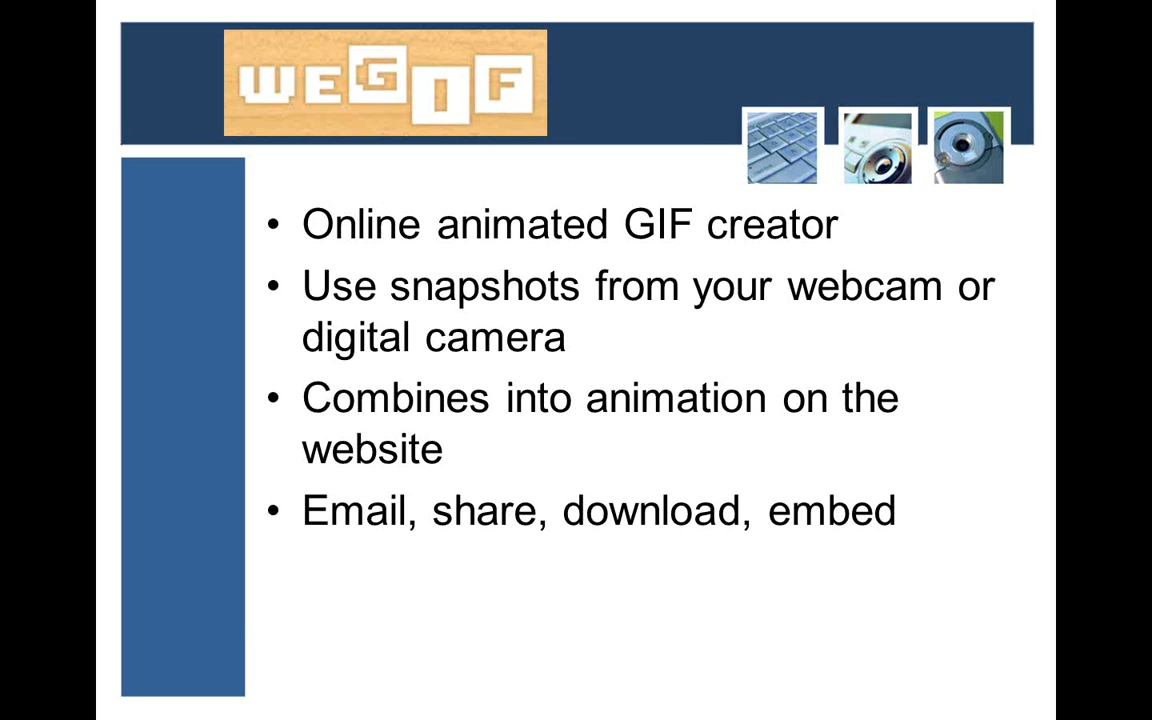 WEGIF
• Online animated GIF creator
• Use snapshots from your webcam or
digital camera
• Combines into animation on the
website
• Email, share, download, embed